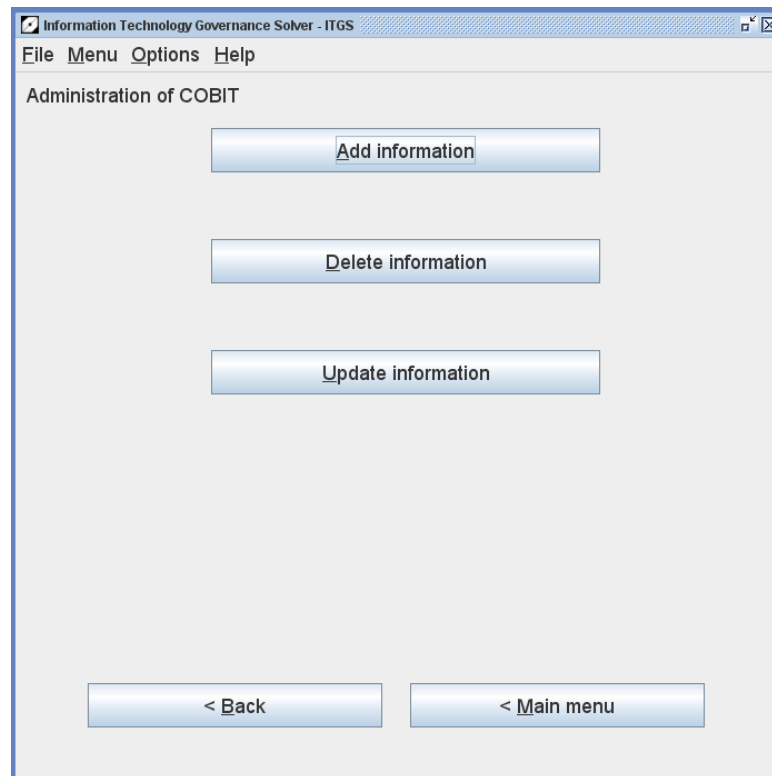 Information Technology Governance Solver - ITGS
File Menu Options Help
Administration of COBIT
Add information
Delete information
Update information
< Back < Main menu